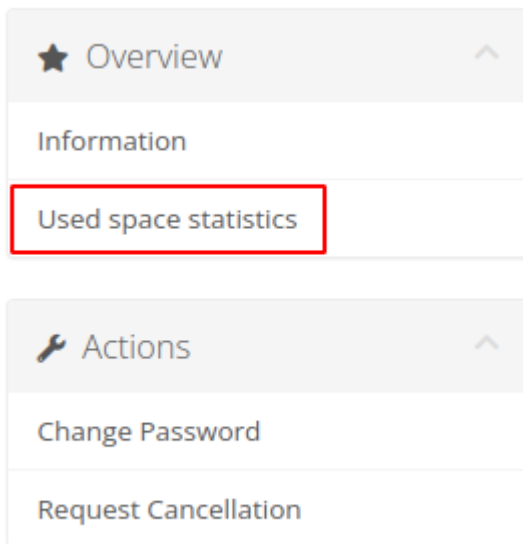 Overview
Information
Used space statistics
Actions
Change Password
Request Cancellation